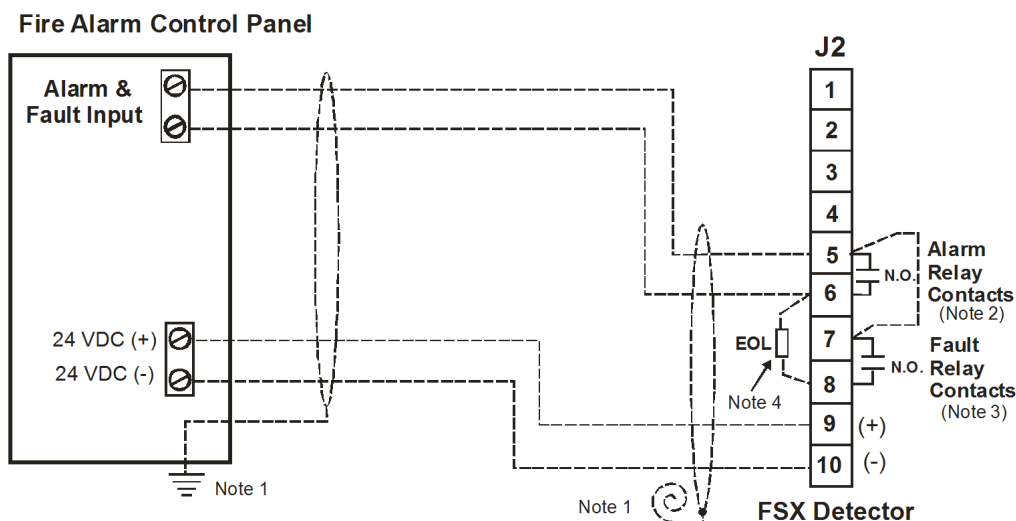 Fire Alarm Control Panel
J2
Alarm &
Fault Input
1
2
3
4
5
6
7
8
9
10
N.O.
Alarm
Relay
Contacts
(Note 2)
EOL
Note 4
N.O.
Fault
Relay
Contacts
(Note 3)
24 VDC (+)
24 VDC (-)
(+)
(-)
Note 1
Note 1
FSX Detector